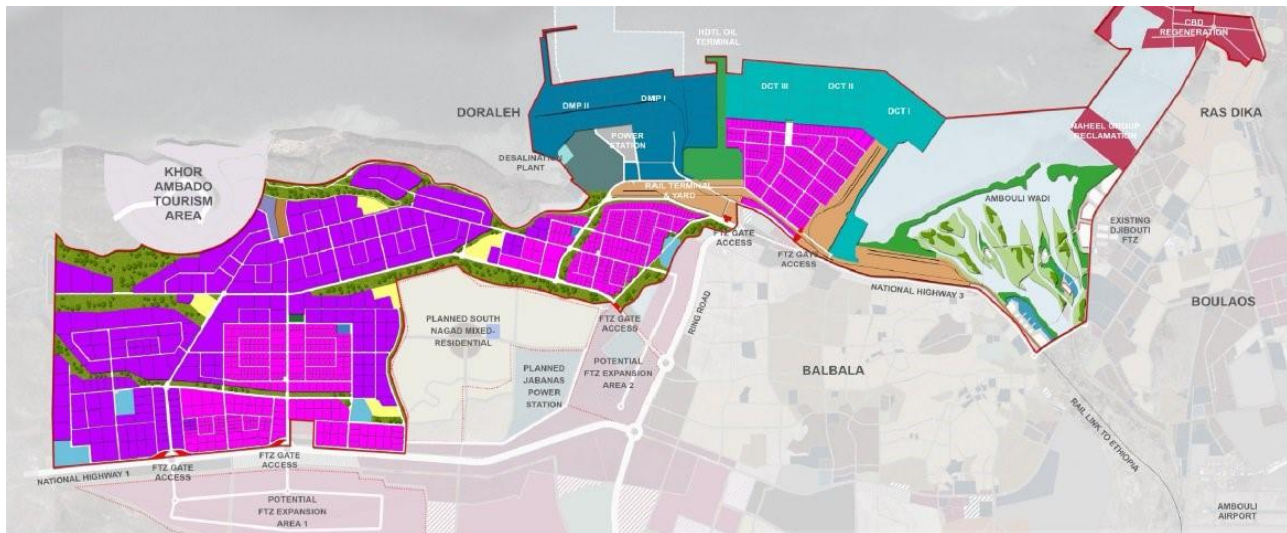 CBD
REGENERATION
HDTL OIL
TERMINAL
DCT III
DCT II
DCT I
DMP II
DMP I
DORALEH
RAS DIKA
POWER
STATION
NAHEEL GROUP
RECLAMATION
DESALINATION
PLANT
KHOR
AMBADO
TOURISM
AREA
RAIL TERMINAL
& YARD
AMBOULI WADI
EXISTING
DJIBOUTI
FTZ
FTZ GATE
ACCESS
FTZ GATE
ACCESS
NATIONAL HIGHWAY 3
BOULAOS
PLANNED SOUTH
NAGAD MIXED-
RESIDENTIAL
FTZ GATE
ACCESS
RING ROAD
POTENTIAL
FTZ EXPANSION
AREA 2
PLANNED
JABANAS
POWER
STATION
BALBALA
RAIL LINK TO ETHIOPIA
FTZ GATE
ACCESS
FTZ GATE
ACCESS
NATIONAL HIGHWAY 1
POTENTIAL
FTZ EXPANSION
AREA 1
AMBOULI
AIRPORT